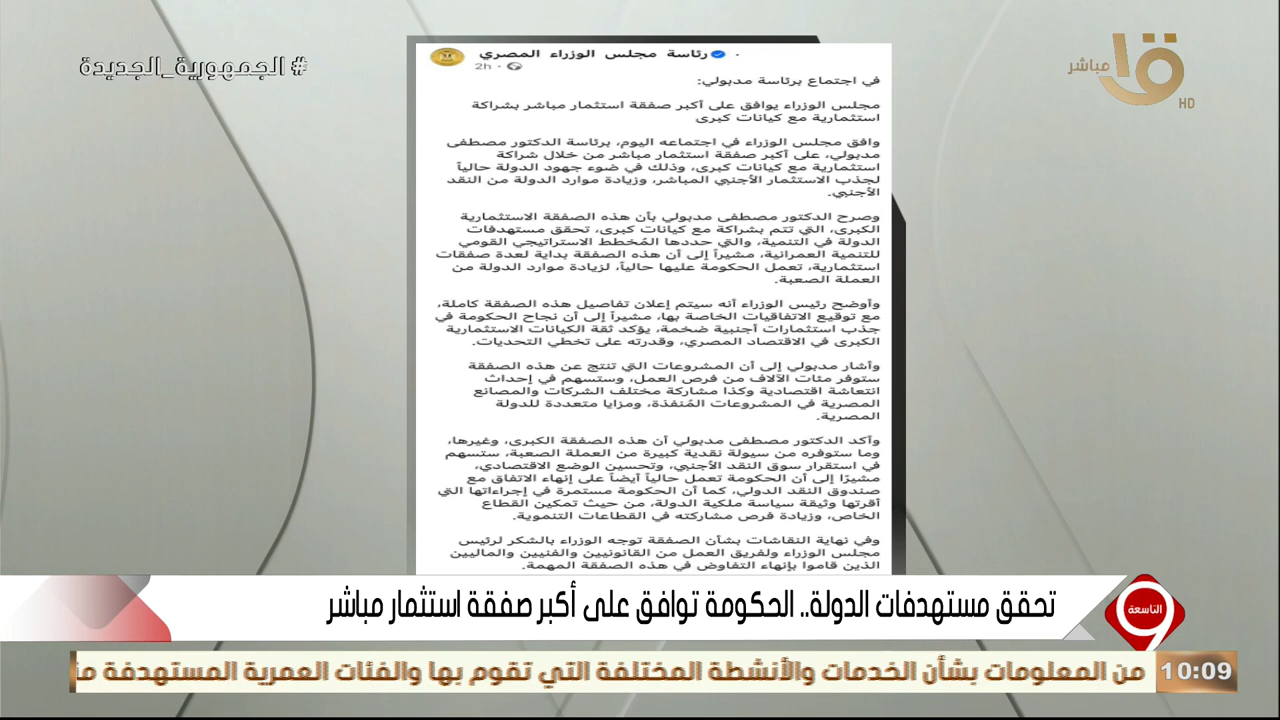 #الجمهورية_الجديدة
مباشر
HD
رئاسة مجلس الوزراء المصري
2h ·
في اجتماع برئاسة مدبولي:
مجلس الوزراء يوافق على أكبر صفقة استثمار مباشر بشراكة
استثمارية مع كيانات كبرى
وافق مجلس الوزراء في اجتماعه اليوم، برئاسة الدكتور مصطفى
مدبولي، على أكبر صفقة استثمار مباشر من خلال شراكة
استثمارية مع كيانات كبرى، وذلك في ضوء جهود الدولة حالياً
لجذب الاستثمار الأجنبي المباشر، وزيادة موارد الدولة من النقد
الأجنبي.
وصرح الدكتور مصطفى مدبولي بأن هذه الصفقة الاستثمارية
الكبرى، التي تتم بشراكة مع كيانات كبرى، تحقق مستهدفات
الدولة في التنمية، والتي حددها المُخطط الاستراتيجي القومي
للتنمية العمرانية، مشيراً إلى أن هذه الصفقة بداية لعدة صفقات
استثمارية، تعمل الحكومة عليها حالياً، لزيادة موارد الدولة من
العملة الصعبة.
وأوضح رئيس الوزراء أنه سيتم إعلان تفاصيل هذه الصفقة كاملة،
مع توقيع الاتفاقيات الخاصة بها، مشيراً إلى أن نجاح الحكومة في
جذب استثمارات أجنبية ضخمة، يؤكد ثقة الكيانات الاستثمارية
الكبرى في الاقتصاد المصري، وقدرته على تخطي التحديات.
وأشار مدبولي إلى أن المشروعات التي تنتج عن هذه الصفقة
ستوفر مئات الآلاف من فرص العمل، وستسهم في إحداث
انتعاشة اقتصادية وكذا مشاركة مختلف الشركات والمصانع
المصرية في المشروعات المُنفذة، ومزايا متعددة للدولة
المصرية.
وأكد الدكتور مصطفى مدبولي أن هذه الصفقة الكبرى، وغيرها،
وما ستوفره من سيولة نقدية كبيرة من العملة الصعبة، ستسهم
في استقرار سوق النقد الأجنبي، وتحسين الوضع الاقتصادي،
مشيرًا إلى أن الحكومة تعمل حالياً أيضاً على إنهاء الاتفاق مع
صندوق النقد الدولي، كما أن الحكومة مستمرة في إجراءاتها التي
أقرتها وثيقة سياسة ملكية الدولة، من حيث تمكين القطاع
الخاص، وزيادة فرص مشاركته في القطاعات التنموية.
وفي نهاية النقاشات بشأن الصفقة توجه الوزراء بالشكر لرئيس
مجلس الوزراء ولفريق العمل من القانونيين والفنيين والماليين
الذين قاموا بإنهاء التفاوض في هذه الصفقة المهمة.
التاسعة
9
تحقق مستهدفات الدولة.. الحكومة توافق على أكبر صفقة استثمار مباشر
10:09
من المعلومات بشأن الخدمات والأنشطة المختلفة التي تقوم بها والفئات العمرية المستهدفة